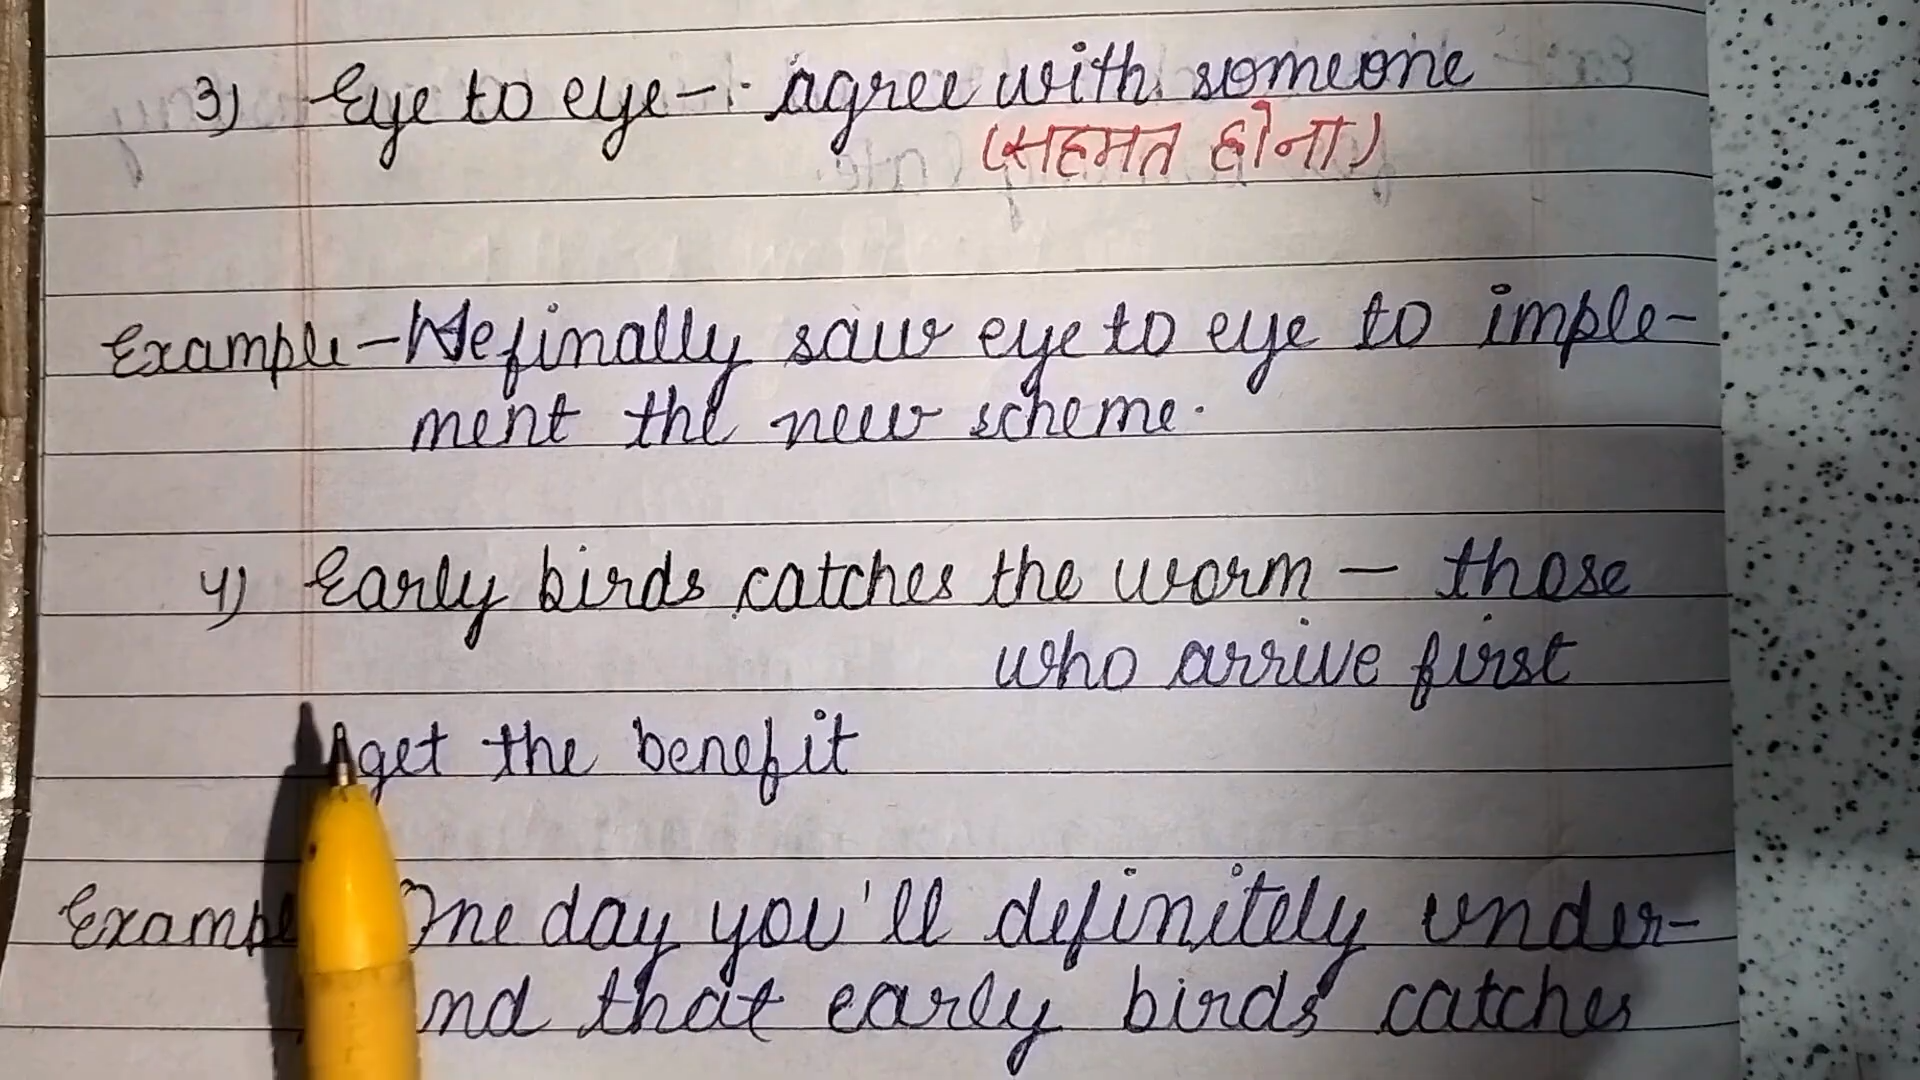 3) Eye to eye - agree with someone
(सहमत होना)
Example - We finally saw eye to eye to imple-
ment the new scheme.
4) Early birds catches the worm - those
who arrive first
get the benefit
One day you'll definitely under-
that early birds catches